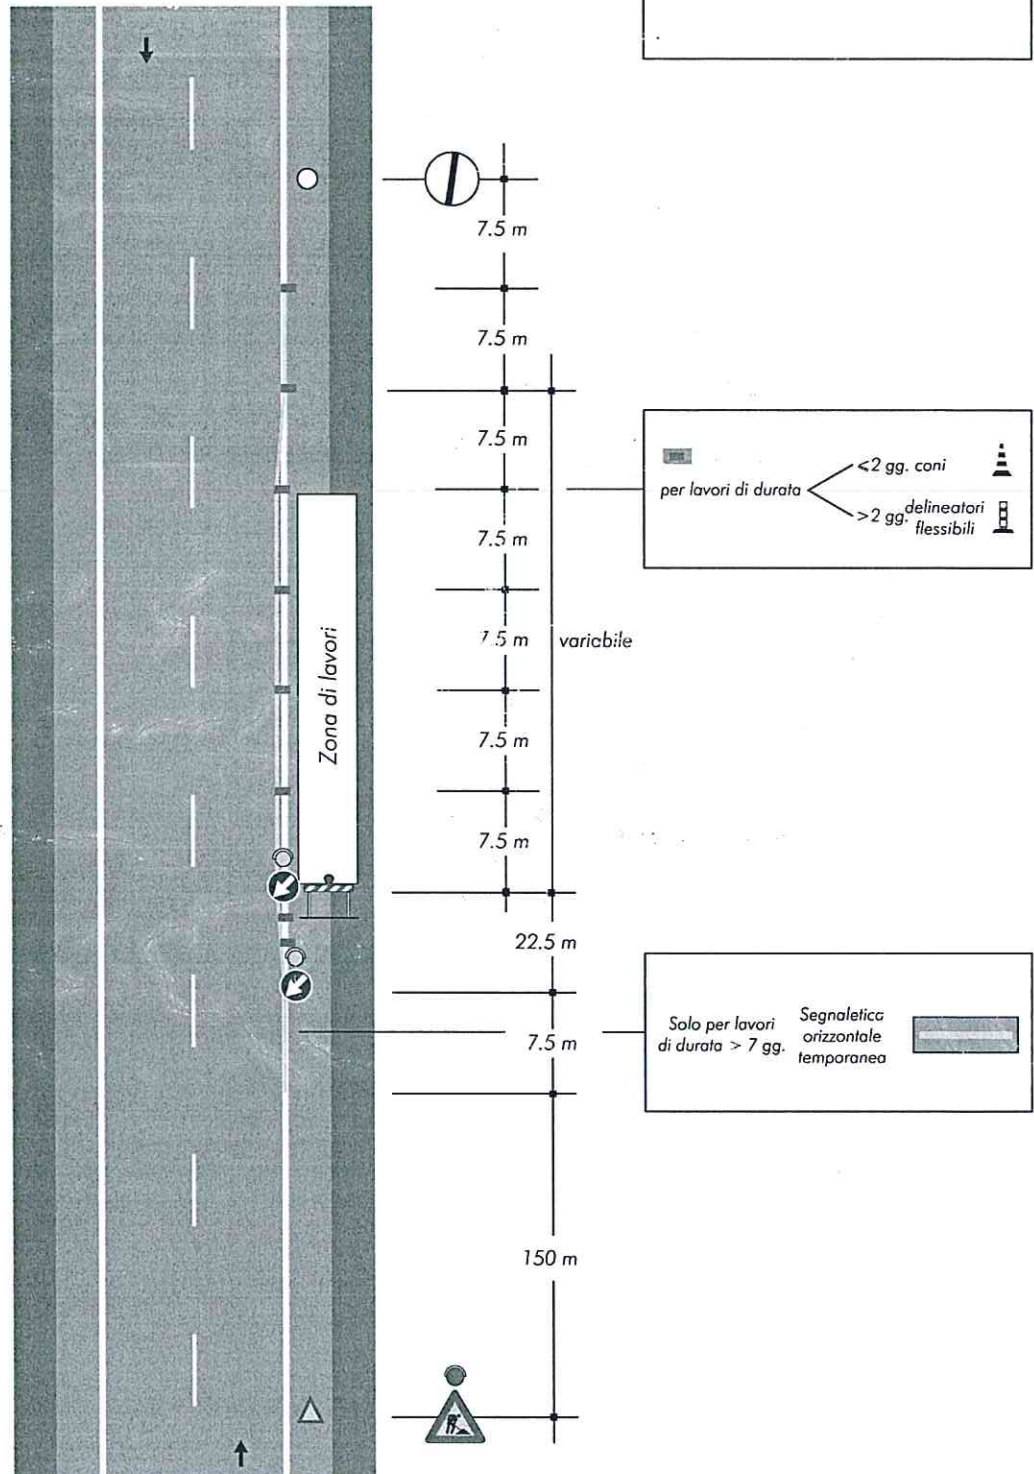 7.5 m
7.5 m
7.5 m
<2 gg. coni
per lavori di durata
>2 gg. delineatori
flessibili
7.5 m
7.5 m
variabile
Zona di lavori
7.5 m
7.5 m
22.5 m
Solo per lavori
di durata > 7 gg.
Segnaletica
orizzontale
temporanea
7.5 m
150 m